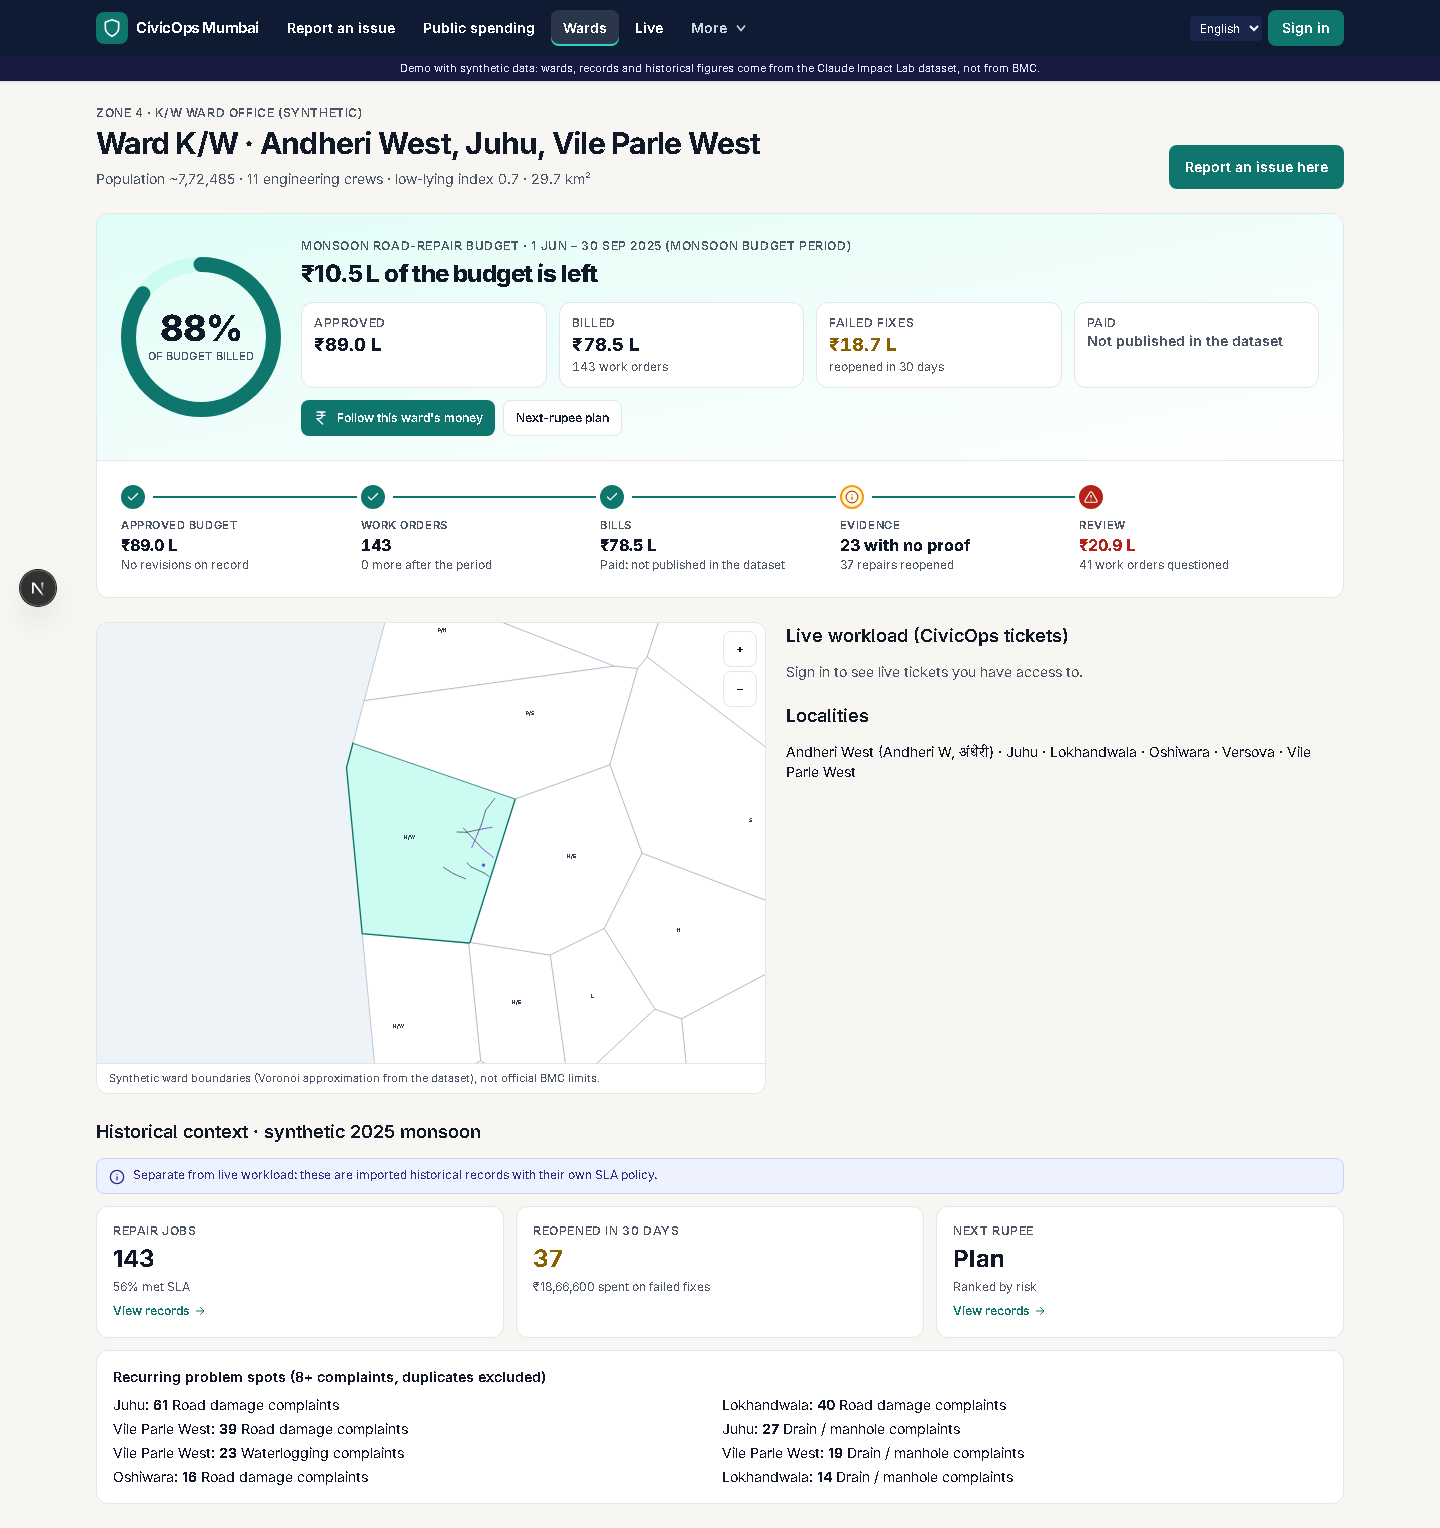 CivicOps Mumbai
Report an issue
Public spending
Wards
Live
More
English
Sign in
Demo with synthetic data: wards, records and historical figures come from the Claude Impact Lab dataset, not from BMC.
ZONE 4 · K/W WARD OFFICE (SYNTHETIC)
Ward K/W · Andheri West, Juhu, Vile Parle West
Population ~7,72,485 · 11 engineering crews · low-lying index 0.7 · 29.7 km²
Report an issue here
MONSOON ROAD-REPAIR BUDGET · 1 JUN – 30 SEP 2025 (MONSOON BUDGET PERIOD)
₹10.5 L of the budget is left
88%
OF BUDGET BILLED
APPROVED
₹89.0 L
BILLED
₹78.5 L
143 work orders
FAILED FIXES
₹18.7 L
reopened in 30 days
PAID
Not published in the dataset
₹ Follow this ward's money
Next-rupee plan
APPROVED BUDGET
₹89.0 L
No revisions on record
WORK ORDERS
143
0 more after the period
BILLS
₹78.5 L
Paid: not published in the dataset
EVIDENCE
23 with no proof
37 repairs reopened
REVIEW
₹20.9 L
41 work orders questioned
N
P/N
+
−
P/S
S
K/E
L
H/E
H/W
Synthetic ward boundaries (Voronoi approximation from the dataset), not official BMC limits.
Live workload (CivicOps tickets)
Sign in to see live tickets you have access to.
Localities
Andheri West (Andheri W, अंधेरी) · Juhu · Lokhandwala · Oshiwara · Versova · Vile
Parle West
Historical context · synthetic 2025 monsoon
Separate from live workload: these are imported historical records with their own SLA policy.
REPAIR JOBS
143
56% met SLA
View records →
REOPENED IN 30 DAYS
37
₹18,66,600 spent on failed fixes
NEXT RUPEE
Plan
Ranked by risk
View records →
Recurring problem spots (8+ complaints, duplicates excluded)
Juhu: 61 Road damage complaints
Lokhandwala: 40 Road damage complaints
Vile Parle West: 39 Road damage complaints
Juhu: 27 Drain / manhole complaints
Vile Parle West: 23 Waterlogging complaints
Vile Parle West: 19 Drain / manhole complaints
Oshiwara: 16 Road damage complaints
Lokhandwala: 14 Drain / manhole complaints